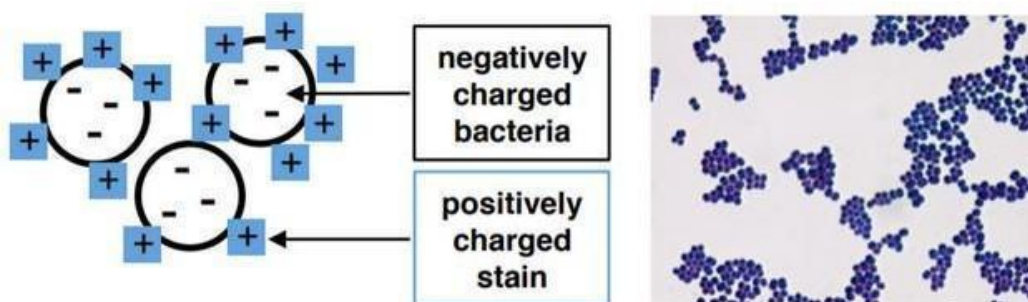 negatively
charged
bacteria
positively
charged
stain